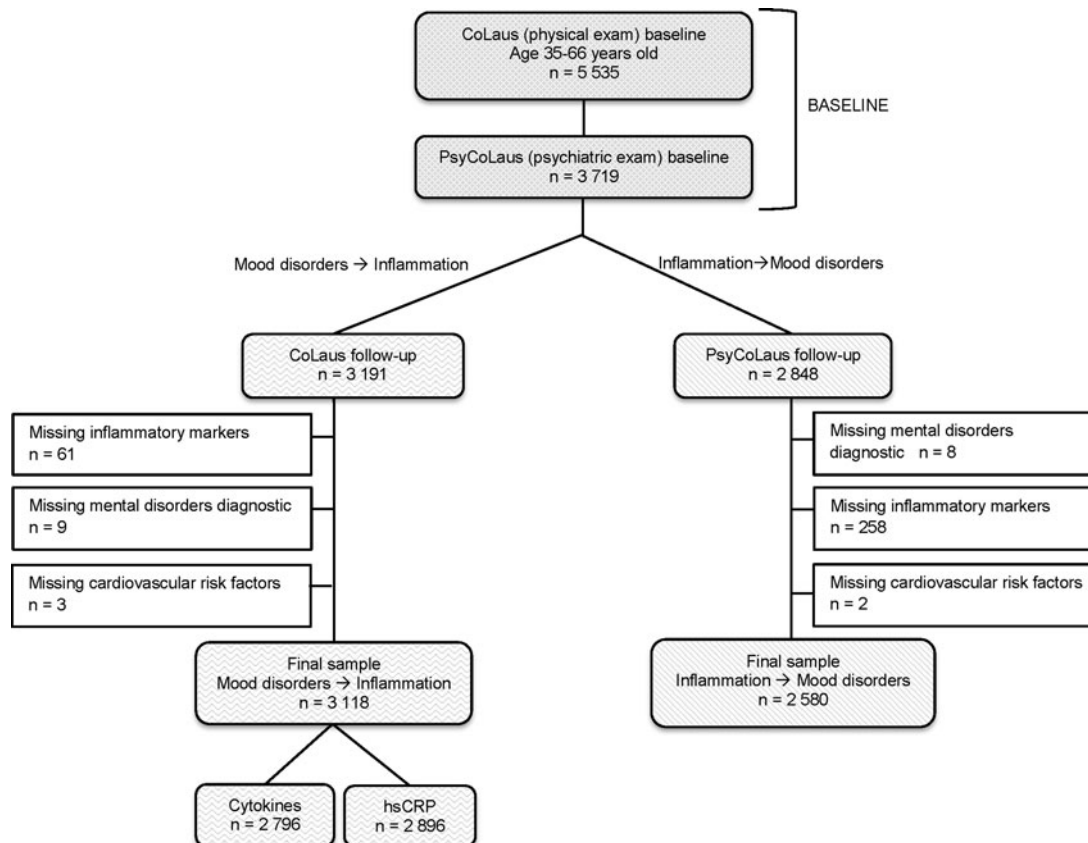 CoLaus (physical exam) baseline
Age 35-66 years old
n = 5 535
BASELINE
PsyCoLaus (psychiatric exam) baseline
n = 3 719
Mood disorders → Inflammation
Inflammation→Mood disorders
CoLaus follow-up
n = 3 191
PsyCoLaus follow-up
n = 2 848
Missing inflammatory markers
n = 61
Missing mental disorders diagnostic
n = 9
Missing cardiovascular risk factors
n = 3
Missing mental disorders
diagnostic n = 8
Missing inflammatory markers
n = 258
Missing cardiovascular risk factors
n = 2
Final sample
Mood disorders → Inflammation
n = 3 118
Final sample
Inflammation → Mood disorders
n = 2 580
Cytokines
n = 2 796
hsCRP
n = 2 896